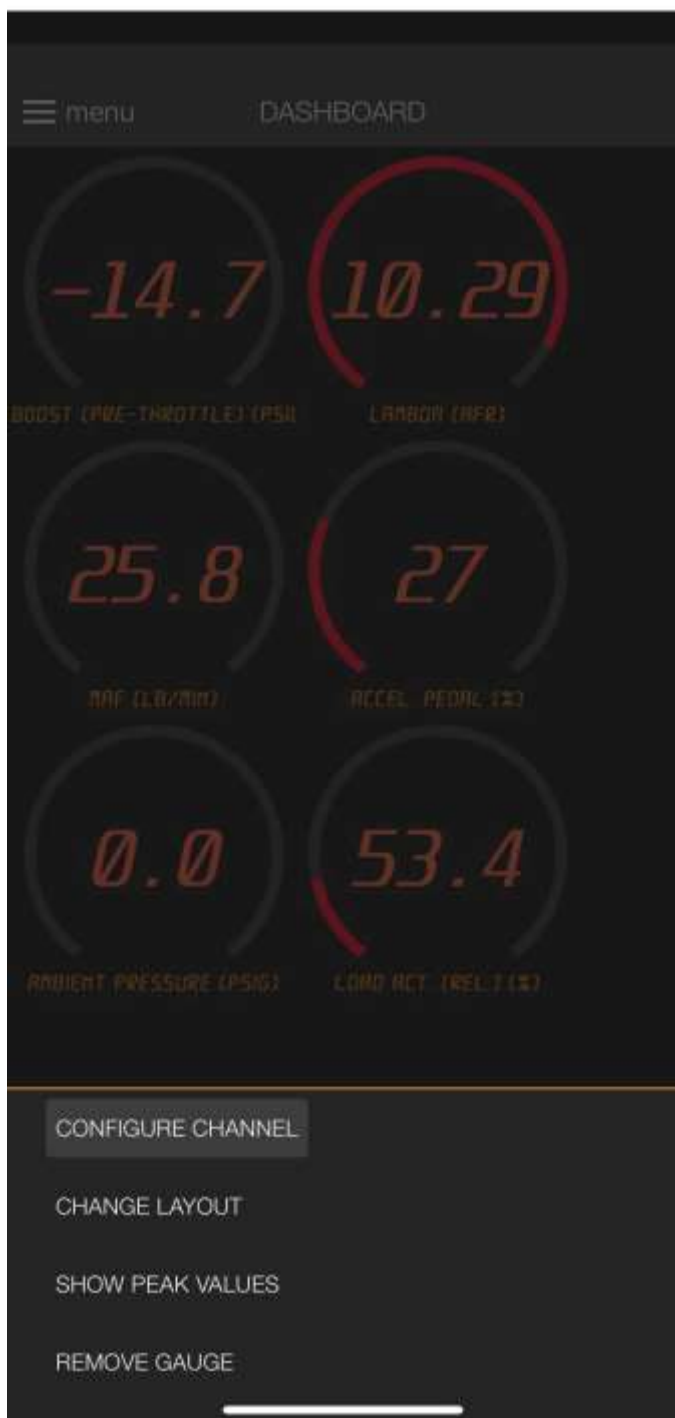 menu
DASHBOARD
-14.7
10.29
BOOST (PRE-THROTTLE) (PSI)
LAMBDA (AFR)
25.8
27
MAF (LB/MIN)
ACCEL. PEDAL (%)
0.0
53.4
AMBIENT PRESSURE (PSIG)
LOAD ACT. (REL.) (%)
CONFIGURE CHANNEL
CHANGE LAYOUT
SHOW PEAK VALUES
REMOVE GAUGE